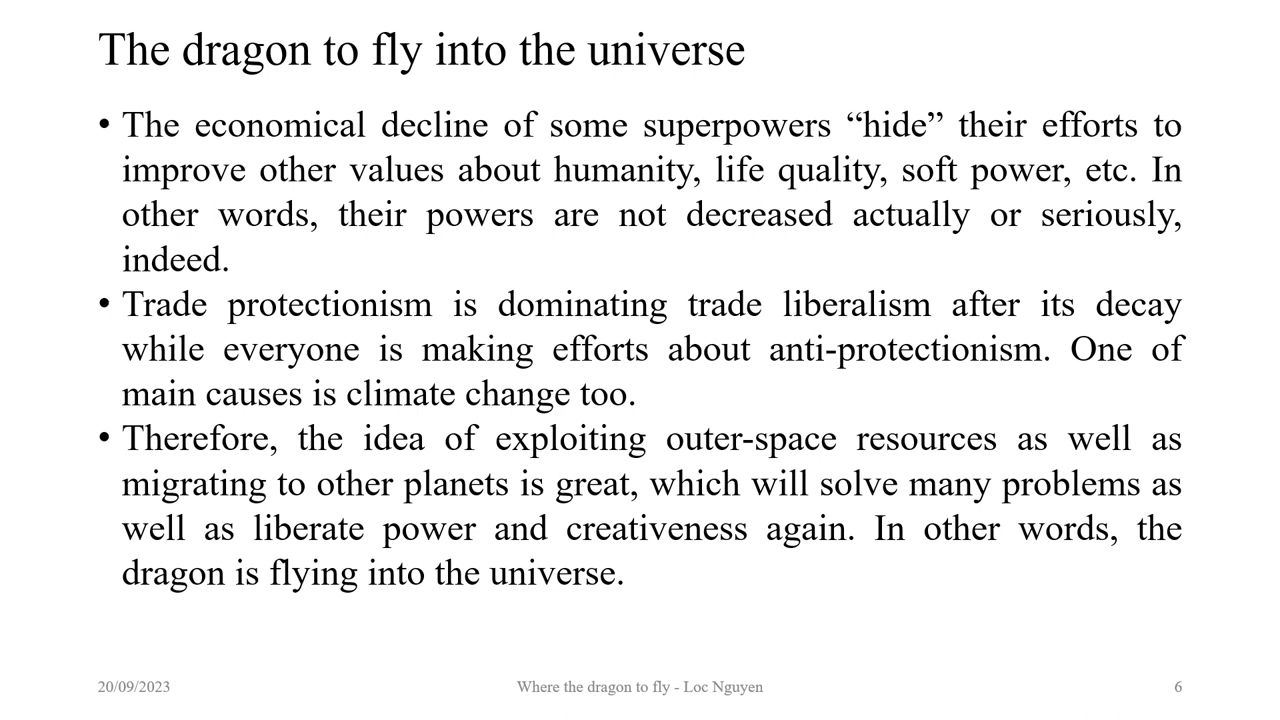 The dragon to fly into the universe
• The economical decline of some superpowers “hide” their efforts to
improve other values about humanity, life quality, soft power, etc. In
other words, their powers are not decreased actually or seriously,
indeed.
• Trade protectionism is dominating trade liberalism after its decay
while everyone is making efforts about anti-protectionism. One of
main causes is climate change too.
• Therefore, the idea of exploiting outer-space resources as well as
migrating to other planets is great, which will solve many problems as
well as liberate power and creativeness again. In other words, the
dragon is flying into the universe.
20/09/2023
Where the dragon to fly - Loc Nguyen
6